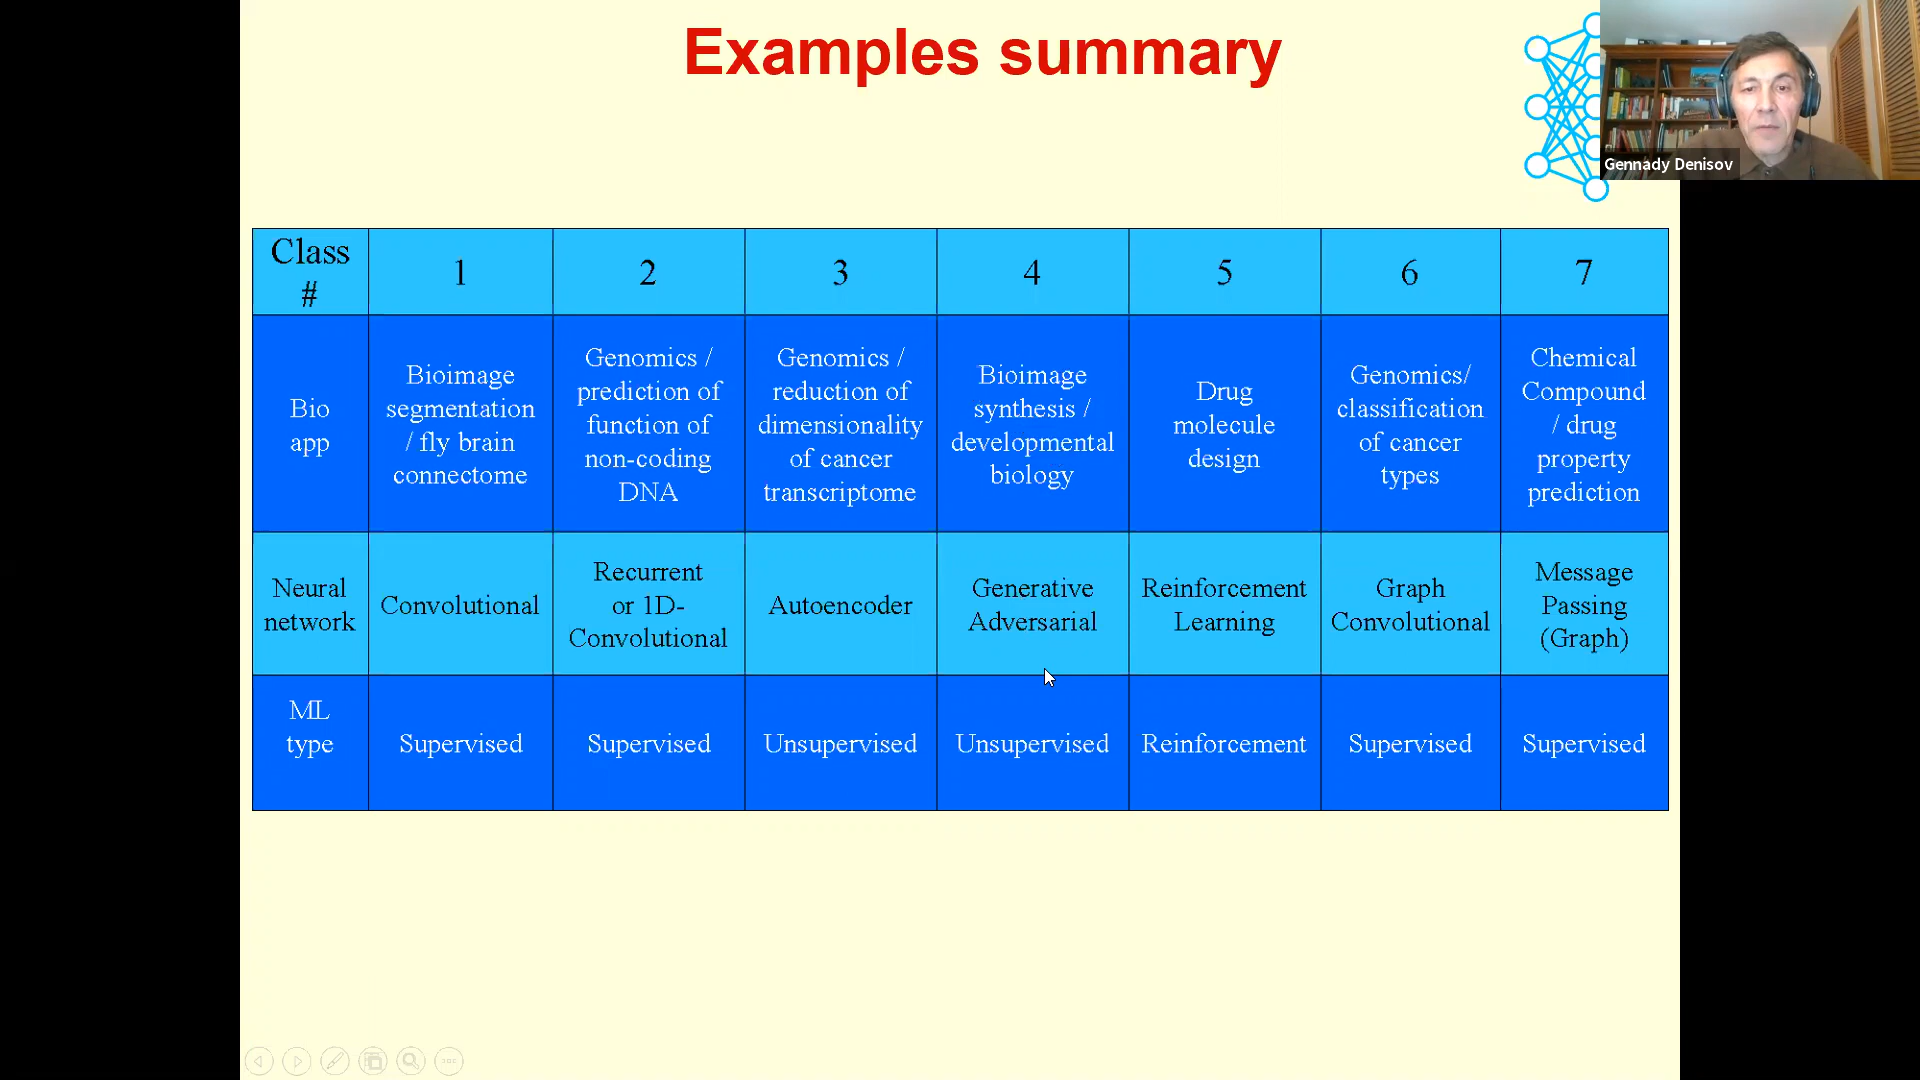 Examples summary
Gennady Denisov
Class
#
1
2
3
4
5
6
7
Bio
app
Bioimage
segmentation
/ fly brain
connectome
Genomics /
prediction of
function of
non-coding
DNA
Genomics /
reduction of
dimensionality
of cancer
transcriptome
Bioimage
synthesis /
developmental
biology
Drug
molecule
design
Genomics/
classification
of cancer
types
Chemical
Compound
/ drug
property
prediction
Neural
network
Convolutional
Recurrent
or 1D-
Convolutional
Autoencoder
Generative
Adversarial
Reinforcement
Learning
Graph
Convolutional
Message
Passing
(Graph)
ML
type
Supervised
Supervised
Unsupervised
Unsupervised
Reinforcement
Supervised
Supervised